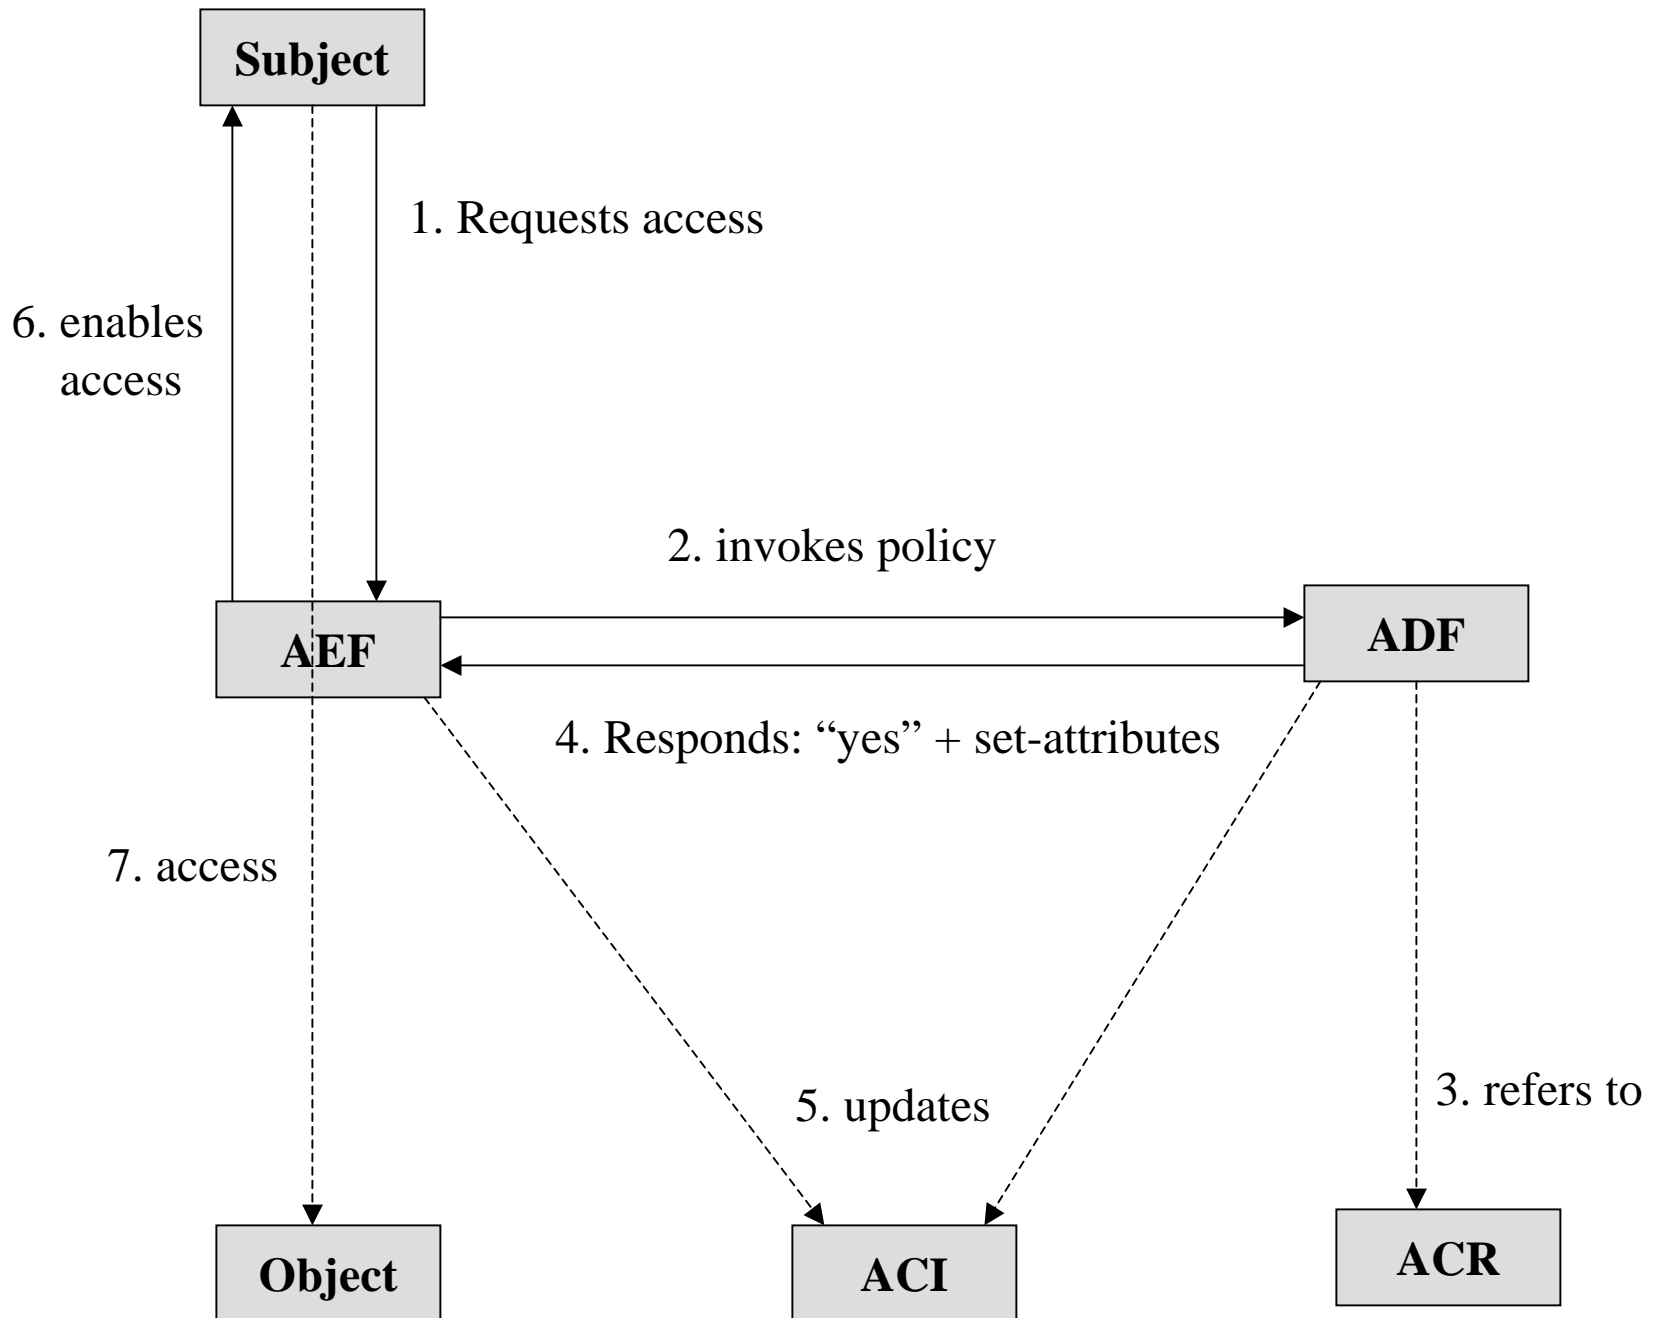 Subject
1. Requests access
6. enables
access
2. invokes policy
AEF
ADF
4. Responds: “yes” + set-attributes
7. access
5. updates
3. refers to
Object
ACI
ACR